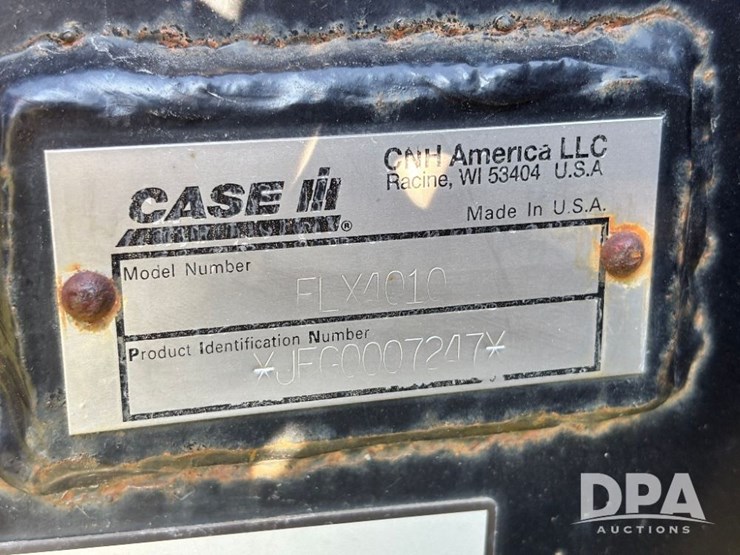 CASE IH®
CNH America LLC
Racine, WI 53404 U.S.A
Made In U.S.A.
Model Number
FLX4010
Product Identification Number
*JFG0007247*
DPA
AUCTIONS